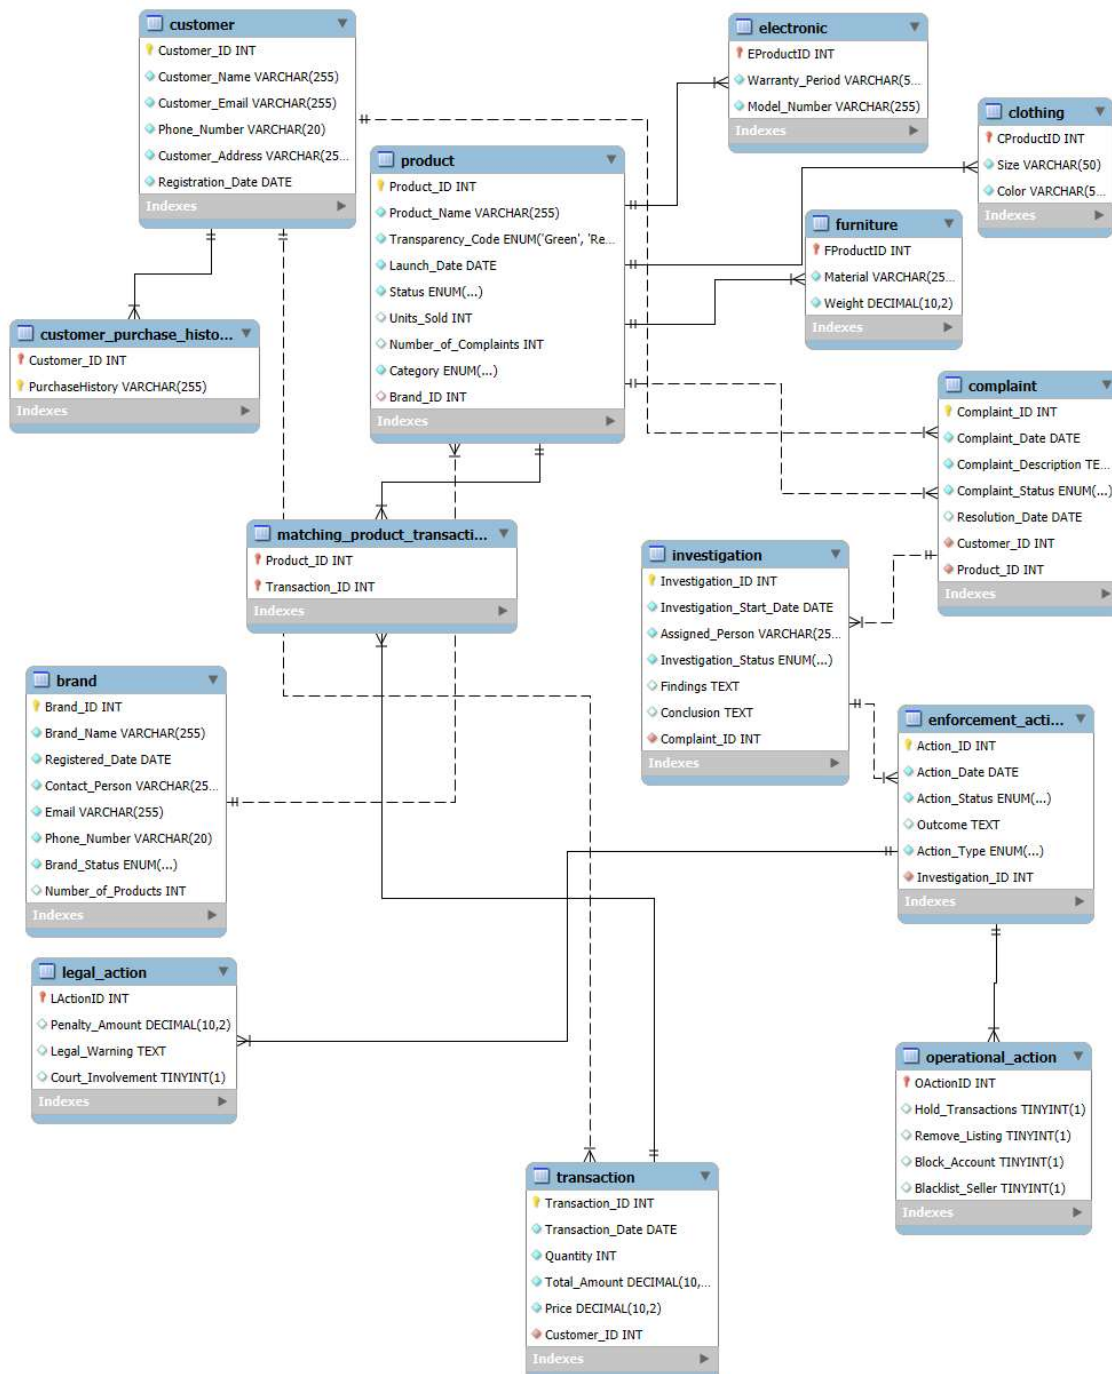 customer
Customer_ID INT
Customer_Name VARCHAR(255)
Customer_Email VARCHAR(255)
Phone_Number VARCHAR(20)
Customer_Address VARCHAR(25...
Registration_Date DATE
Indexes
electronic
EProductID INT
Warranty_Period VARCHAR(5...
Model_Number VARCHAR(255)
Indexes
clothing
CProductID INT
Size VARCHAR(50)
Color VARCHAR(5...
Indexes
product
Product_ID INT
Product_Name VARCHAR(255)
Transparency_Code ENUM('Green', 'Re...
Launch_Date DATE
Status ENUM(...)
Units_Sold INT
Number_of_Complaints INT
Category ENUM(...)
Brand_ID INT
Indexes
furniture
FProductID INT
Material VARCHAR(25...
Weight DECIMAL(10,2)
Indexes
customer_purchase_histo...
Customer_ID INT
PurchaseHistory VARCHAR(255)
Indexes
complaint
Complaint_ID INT
Complaint_Date DATE
Complaint_Description TE...
Complaint_Status ENUM(...)
Resolution_Date DATE
Customer_ID INT
Product_ID INT
Indexes
matching_product_transacti...
Product_ID INT
Transaction_ID INT
Indexes
investigation
Investigation_ID INT
Investigation_Start_Date DATE
Assigned_Person VARCHAR(25...
Investigation_Status ENUM(...)
Findings TEXT
Conclusion TEXT
Complaint_ID INT
Indexes
brand
Brand_ID INT
Brand_Name VARCHAR(255)
Registered_Date DATE
Contact_Person VARCHAR(25...
Email VARCHAR(255)
Phone_Number VARCHAR(20)
Brand_Status ENUM(...)
Number_of_Products INT
Indexes
enforcement_acti...
Action_ID INT
Action_Date DATE
Action_Status ENUM(...)
Outcome TEXT
Action_Type ENUM(...)
Investigation_ID INT
Indexes
legal_action
LActionID INT
Penalty_Amount DECIMAL(10,2)
Legal_Warning TEXT
Court_Involvement TINYINT(1)
Indexes
operational_action
OActionID INT
Hold_Transactions TINYINT(1)
Remove_Listing TINYINT(1)
Block_Account TINYINT(1)
Blacklist_Seller TINYINT(1)
Indexes
transaction
Transaction_ID INT
Transaction_Date DATE
Quantity INT
Total_Amount DECIMAL(10,...
Price DECIMAL(10,2)
Customer_ID INT
Indexes